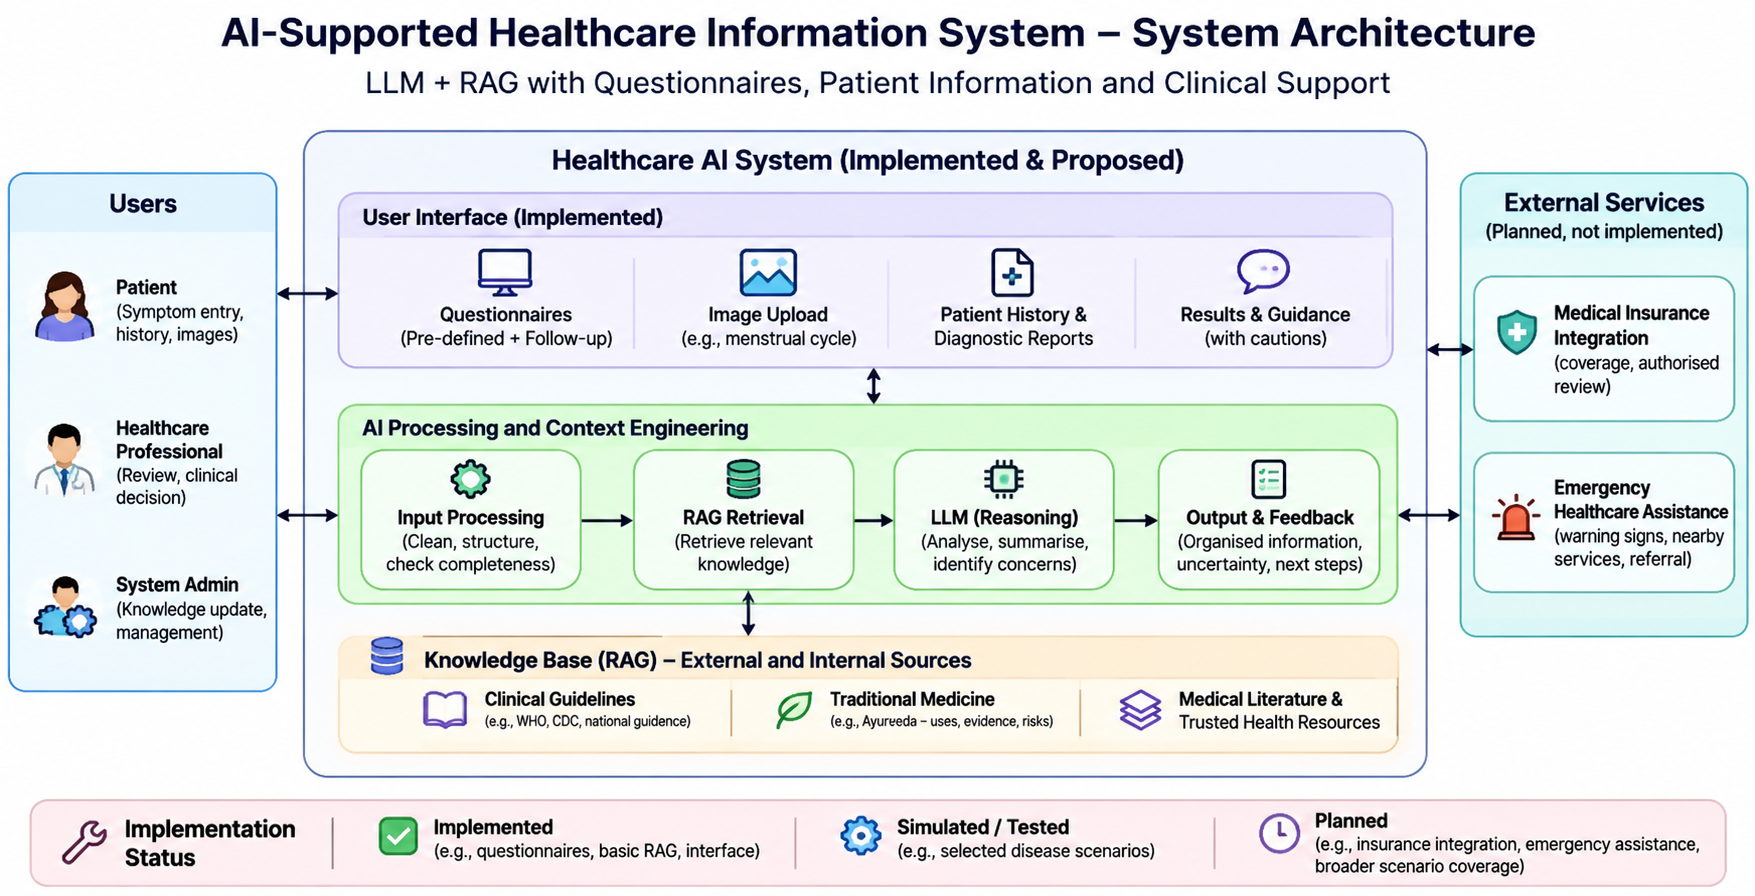 AI-Supported Healthcare Information System – System Architecture
LLM + RAG with Questionnaires, Patient Information and Clinical Support
Users
Patient
(Symptom entry,
history, images)
Healthcare
Professional
(Review, clinical
decision)
System Admin
(Knowledge update,
management)
Healthcare AI System (Implemented & Proposed)
User Interface (Implemented)
Questionnaires
(Pre-defined + Follow-up)
Image Upload
(e.g., menstrual cycle)
Patient History &
Diagnostic Reports
Results & Guidance
(with cautions)
AI Processing and Context Engineering
Input Processing
(Clean, structure,
check completeness)
RAG Retrieval
(Retrieve relevant
knowledge)
LLM (Reasoning)
(Analyse, summarise,
identify concerns)
Output & Feedback
(Organised information,
uncertainty, next steps)
Knowledge Base (RAG) – External and Internal Sources
Clinical Guidelines
(e.g., WHO, CDC, national guidance)
Traditional Medicine
(e.g., Ayurveda – uses, evidence, risks)
Medical Literature &
Trusted Health Resources
External Services
(Planned, not implemented)
Medical Insurance
Integration
(coverage, authorised
review)
Emergency
Healthcare Assistance
(warning signs, nearby
services, referral)
Implementation
Status
Implemented
(e.g., questionnaires, basic RAG, interface)
Simulated / Tested
(e.g., selected disease scenarios)
Planned
(e.g., insurance integration, emergency assistance,
broader scenario coverage)